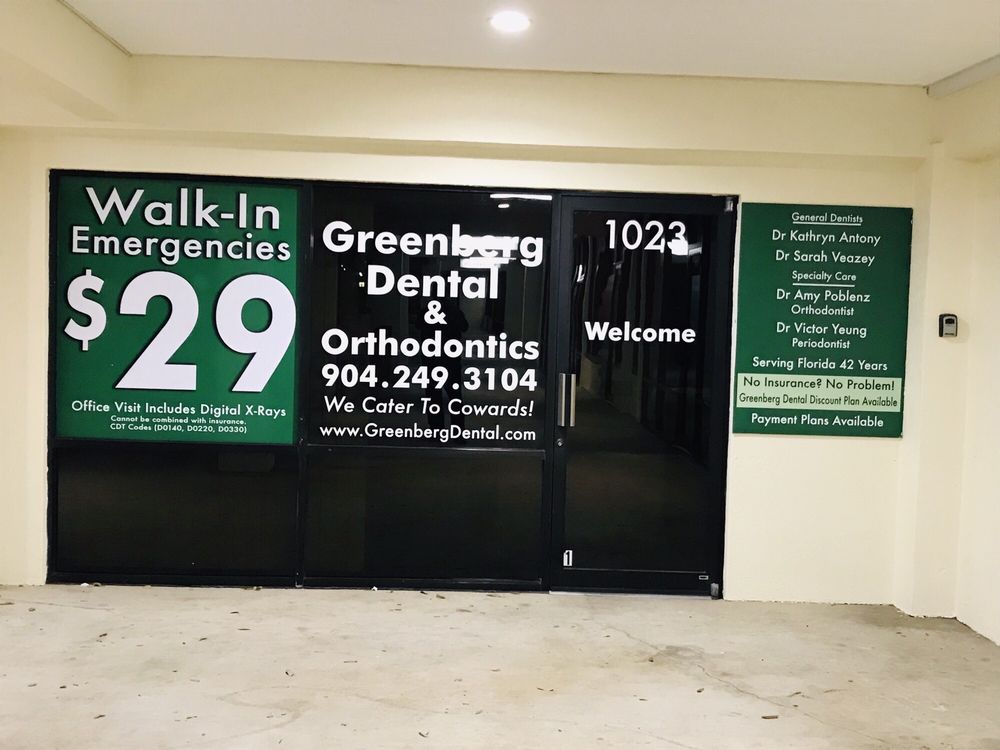 Walk-In
Emergencies
$29
Office Visit Includes Digital X-Rays
Cannot be combined with insurance.
CDT Codes (D0140, D0220, D0330)
Greenberg
Dental
&
Orthodontics
904.249.3104
We Cater To Cowards!
www.GreenbergDental.com
1023
Welcome
1
General Dentists
Dr Kathryn Antony
Dr Sarah Veazey
Specialty Care
Dr Amy Poblenz
Orthodontist
Dr Victor Yeung
Periodontist
Serving Florida 42 Years
No Insurance? No Problem!
Greenberg Dental Discount Plan Available
Payment Plans Available